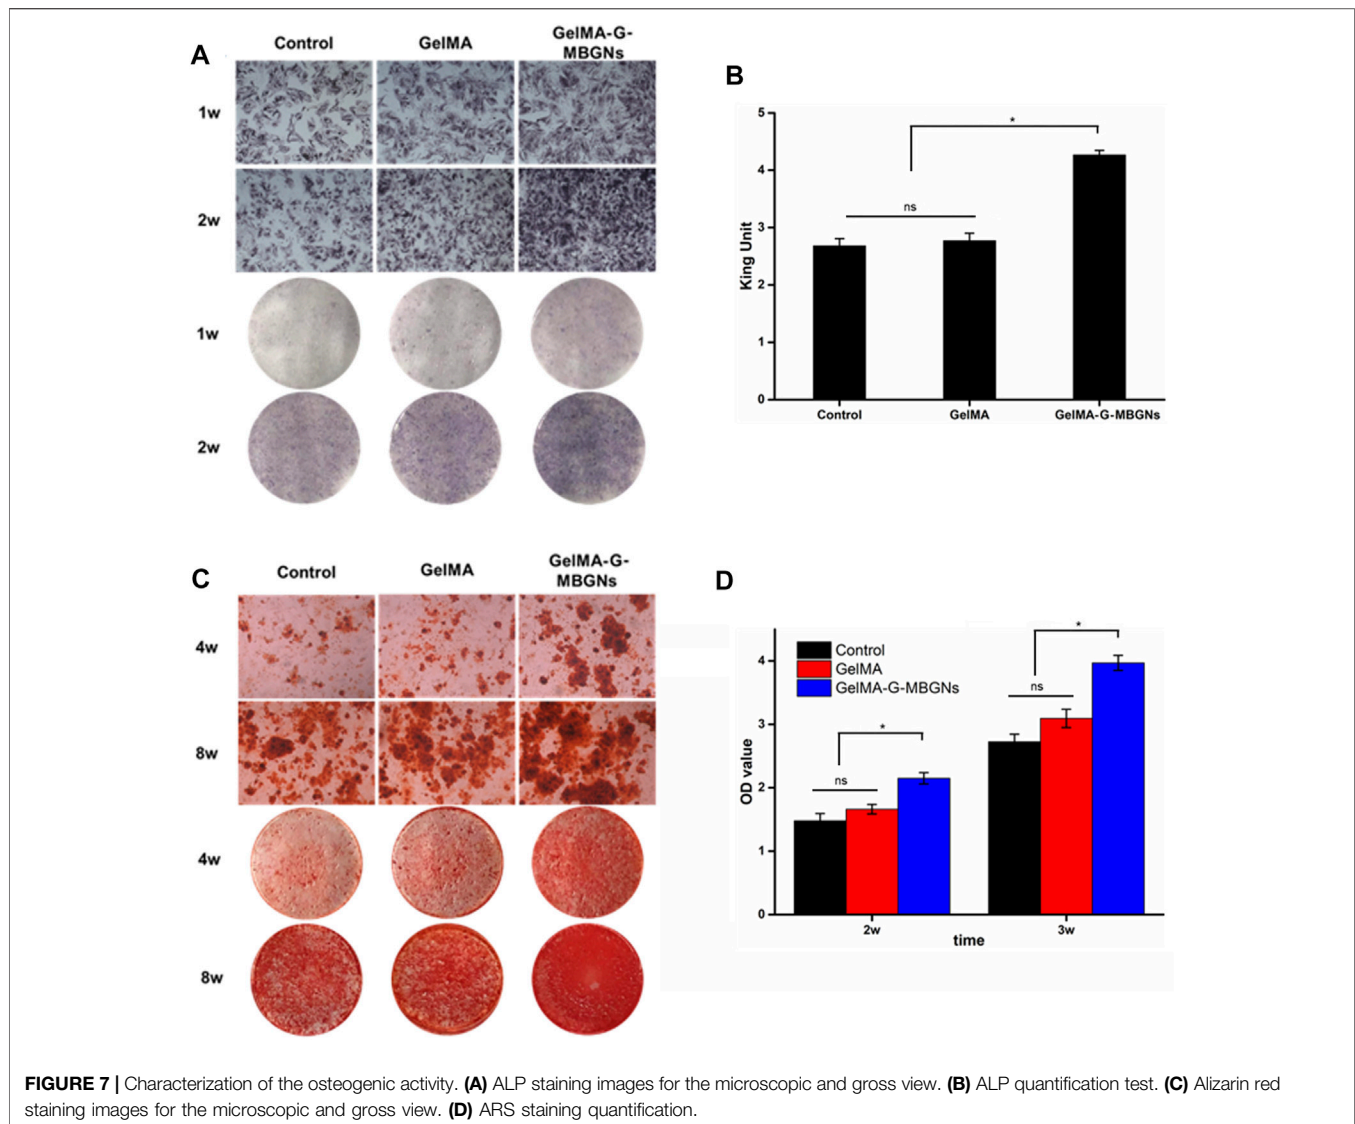 A
Control
GelMA
GelMA-G-
MBGNs
1w
2w
1w
2w
B
King Unit
5
4
3
2
1
0
*
ns
Control
GelMA
GelMA-G-MBGNs
C
Control
GelMA
GelMA-G-
MBGNs
4w
8w
4w
8w
D
OD value
4
3
2
1
0
Control
GelMA
GelMA-G-MBGNs
ns
*
ns
*
2w
3w
time
FIGURE 7 | Characterization of the osteogenic activity. (A) ALP staining images for the microscopic and gross view. (B) ALP quantification test. (C) Alizarin red
staining images for the microscopic and gross view. (D) ARS staining quantification.